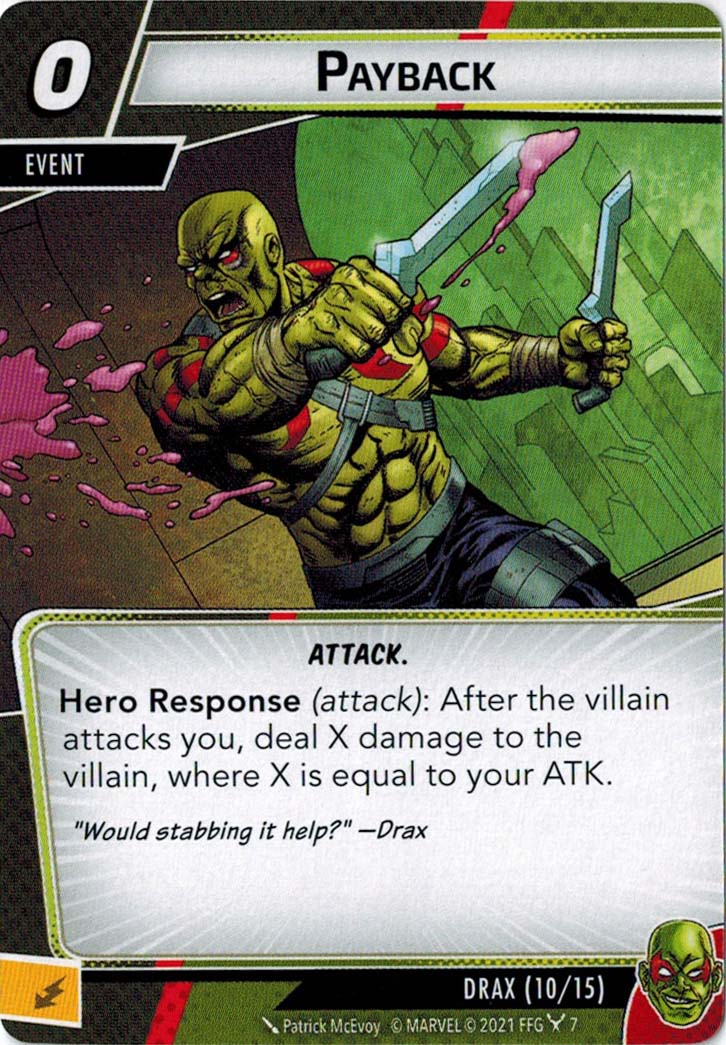 0
PAYBACK
EVENT
ATTACK.
Hero Response (attack): After the villain
attacks you, deal X damage to the
villain, where X is equal to your ATK.
"Would stabbing it help?" —Drax
DRAX (10/15)
Patrick McEvoy © MARVEL © 2021 FFG 7